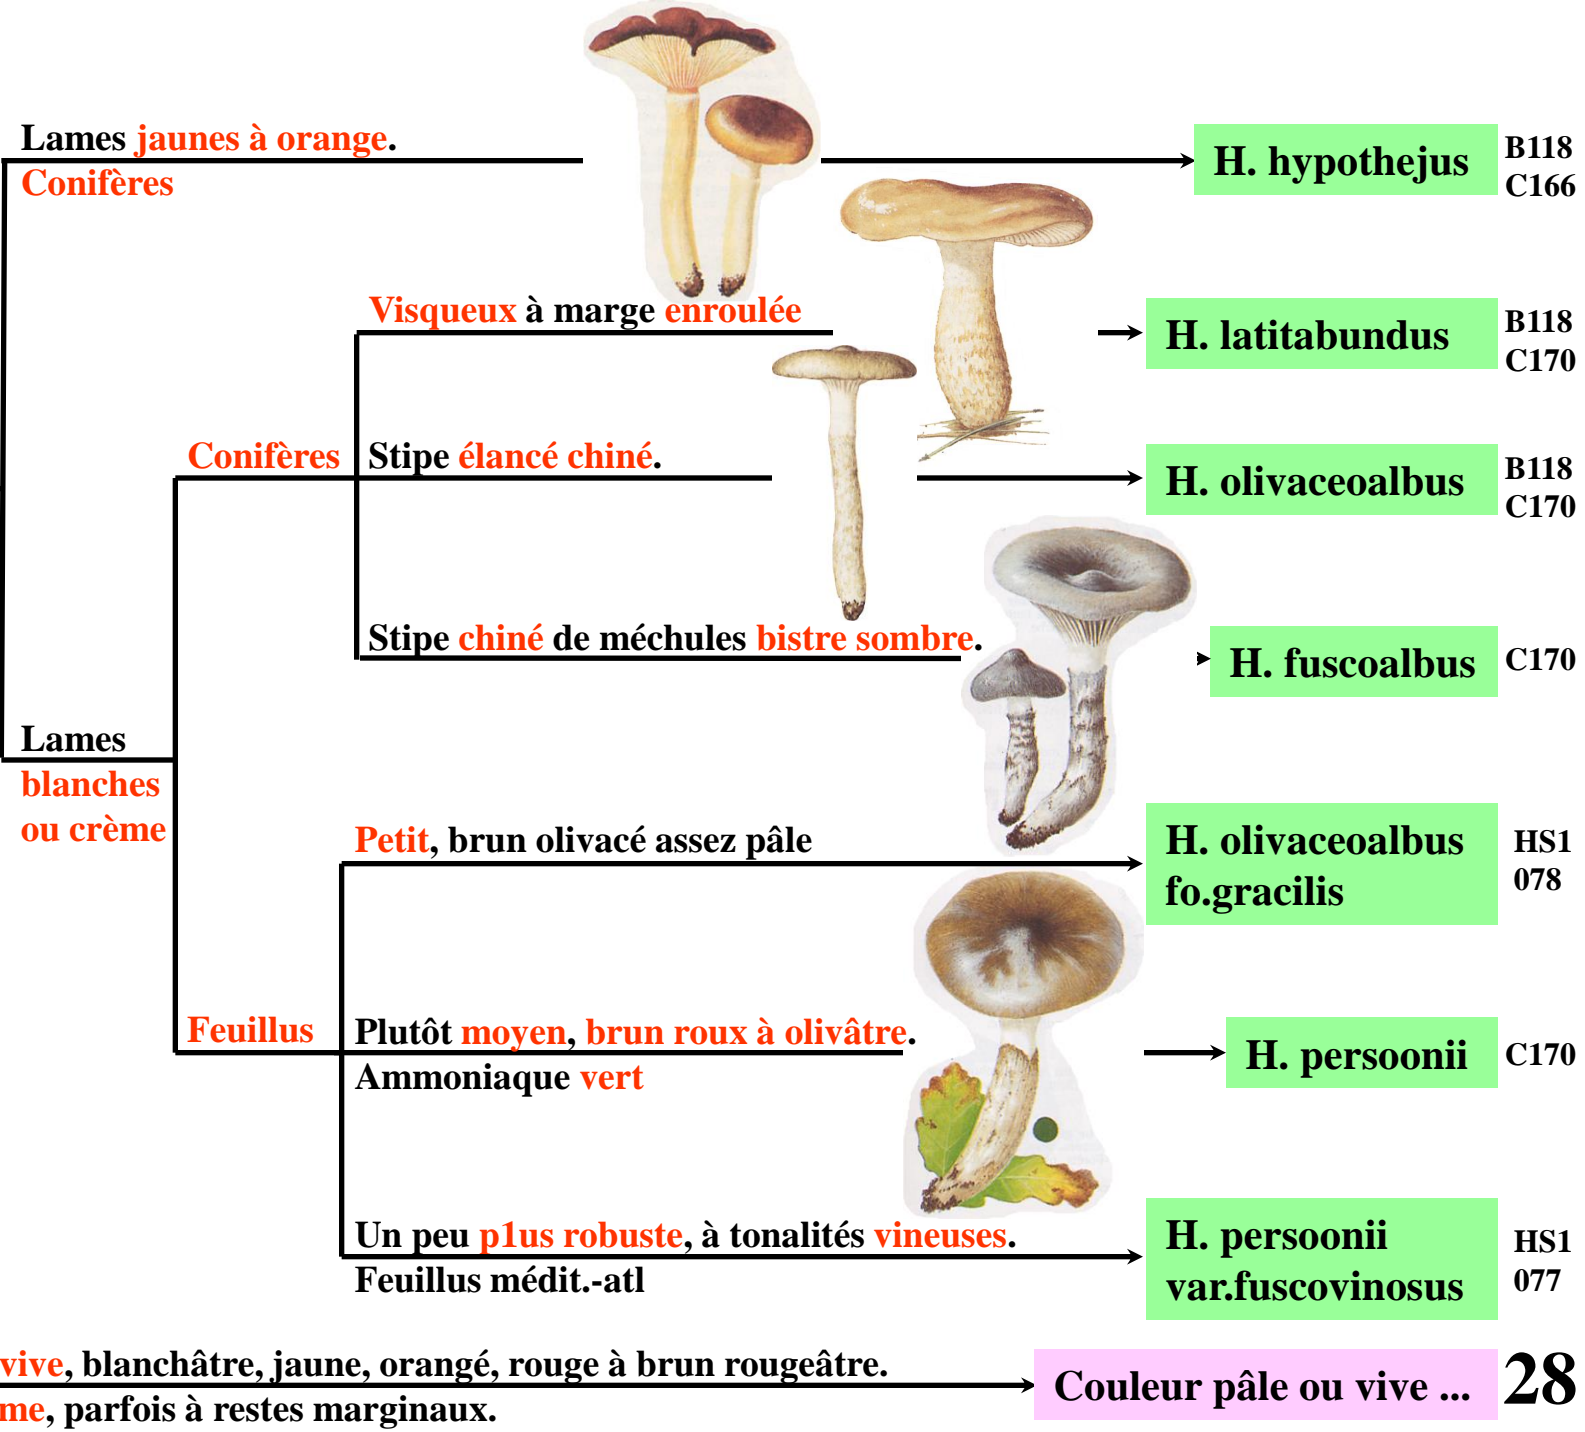 Lames jaunes à orange.
Conifères
H. hypothejus
B118
C166
Visqueux à marge enroulée
H. latitabundus
B118
C170
Conifères
Stipe élancé chiné.
H. olivaceoalbus
B118
C170
Stipe chiné de méchules bistre sombre.
H. fuscoalbus
C170
Lames
blanches
ou crème
Petit, brun olivacé assez pâle
H. olivaceoalbus
fo.gracilis
HS1
078
Feuillus
Plutôt moyen, brun roux à olivâtre.
Ammoniaque vert
H. persoonii
C170
Un peu p1us robuste, à tonalités vineuses.
Feuillus médit.-atl
H. persoonii
var.fuscovinosus
HS1
077
vive, blanchâtre, jaune, orangé, rouge à brun rougeâtre.
me, parfois à restes marginaux.
Couleur pâle ou vive ...
28